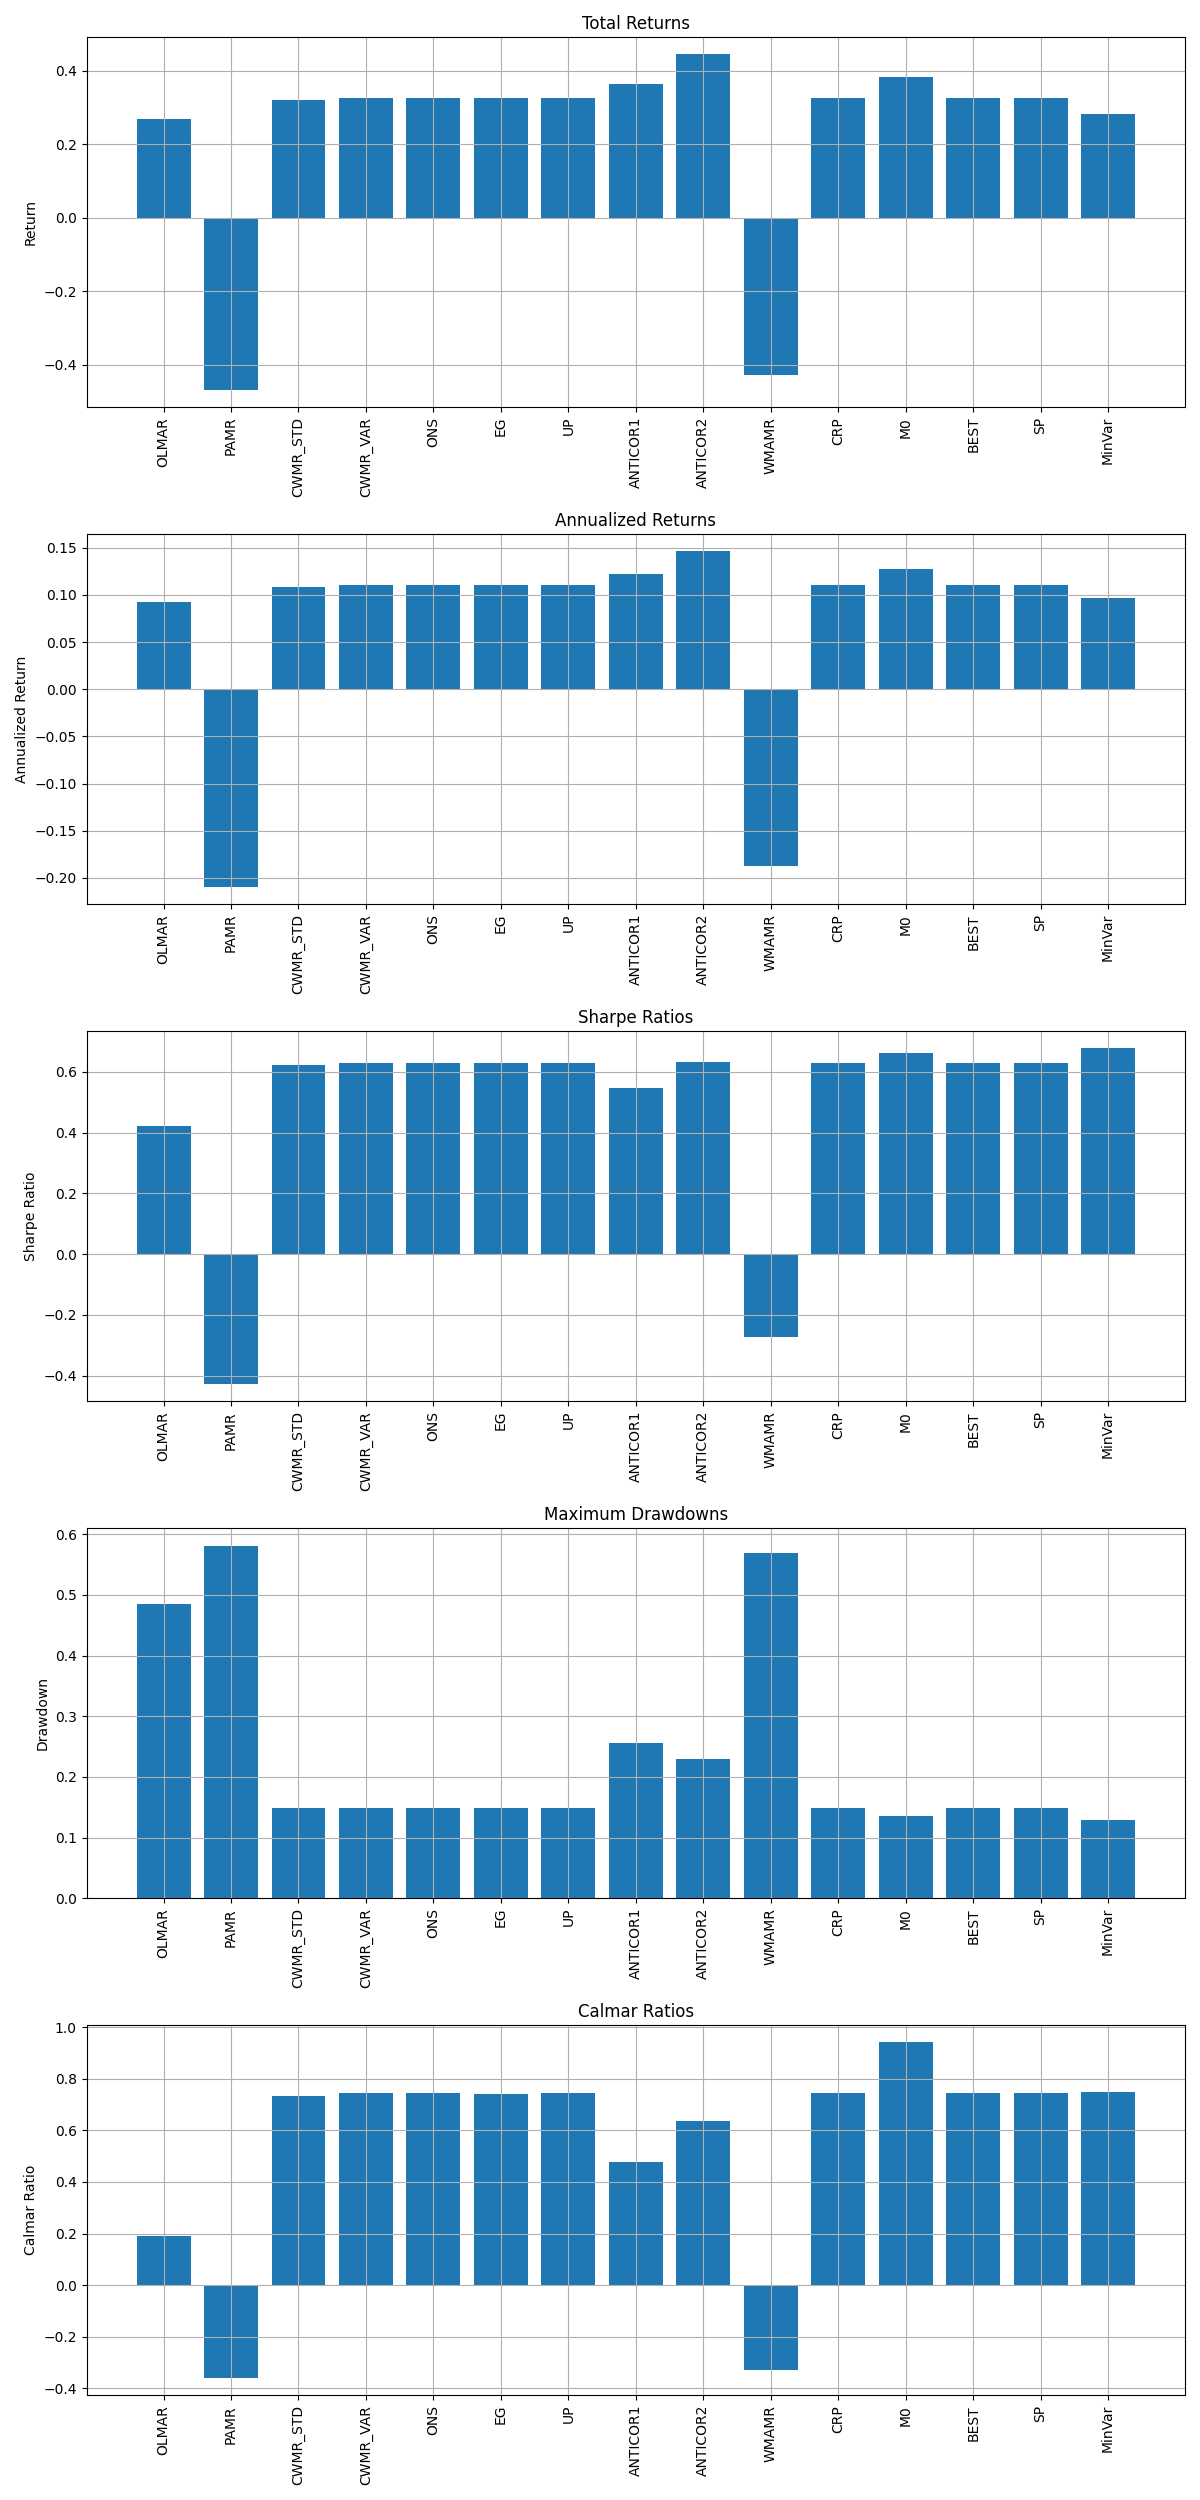 Total Returns
0.4
0.2
0.0
−0.2
−0.4
Return
OLMAR PAMR CWMR_STD CWMR_VAR ONS EG UP ANTICOR1 ANTICOR2 WMAMR CRP M0 BEST SP MinVar
Annualized Returns
0.15
0.10
0.05
0.00
−0.05
−0.10
−0.15
−0.20
Annualized Return
OLMAR PAMR CWMR_STD CWMR_VAR ONS EG UP ANTICOR1 ANTICOR2 WMAMR CRP M0 BEST SP MinVar
Sharpe Ratios
0.6
0.4
0.2
0.0
−0.2
−0.4
Sharpe Ratio
OLMAR PAMR CWMR_STD CWMR_VAR ONS EG UP ANTICOR1 ANTICOR2 WMAMR CRP M0 BEST SP MinVar
Maximum Drawdowns
0.6
0.5
0.4
0.3
0.2
0.1
0.0
Drawdown
OLMAR PAMR CWMR_STD CWMR_VAR ONS EG UP ANTICOR1 ANTICOR2 WMAMR CRP M0 BEST SP MinVar
Calmar Ratios
1.0
0.8
0.6
0.4
0.2
0.0
−0.2
−0.4
Calmar Ratio
OLMAR PAMR CWMR_STD CWMR_VAR ONS EG UP ANTICOR1 ANTICOR2 WMAMR CRP M0 BEST SP MinVar